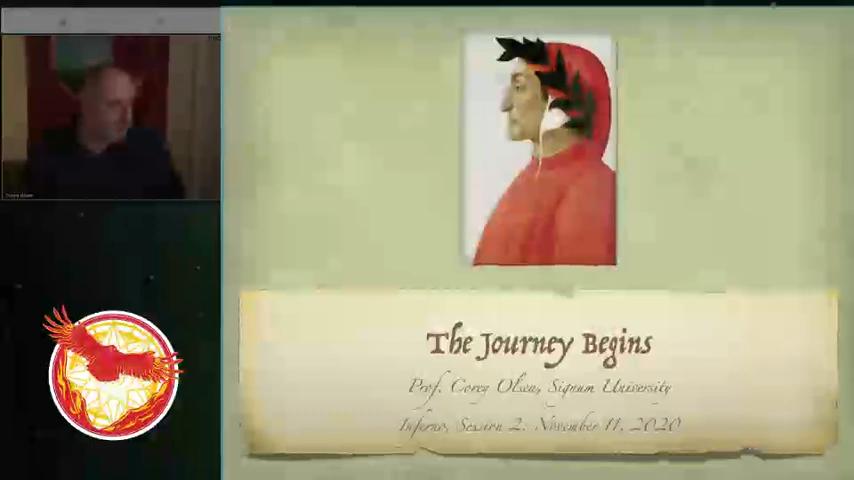 The Journey Begins
Prof. Corey Olsen, Signum University
Inferno, Session 2: November 11, 2020